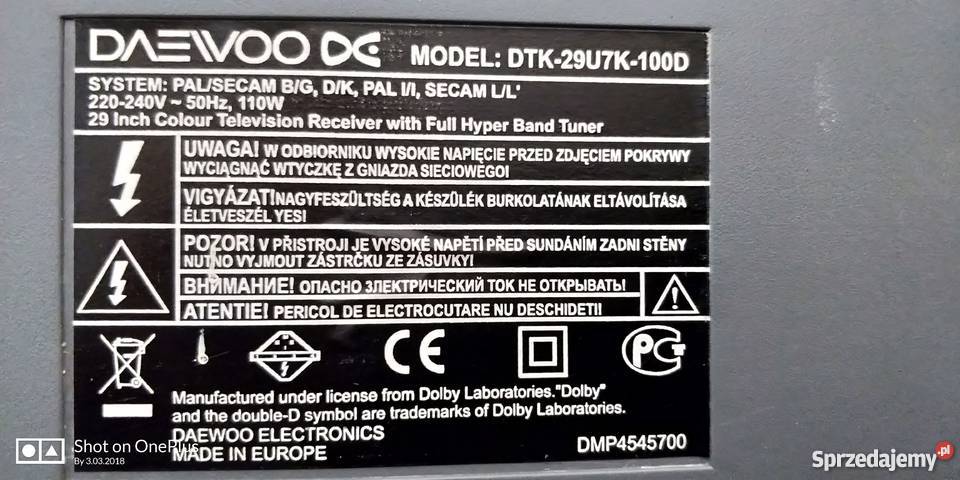 DAEWOO DE MODEL: DTK-29U7K-100D
SYSTEM: PAL/SECAM B/G, D/K, PAL I/I, SECAM L/L'
220-240V ~ 50Hz, 110W
29 Inch Colour Television Receiver with Full Hyper Band Tuner
UWAGA! W ODBIORNIKU WYSOKIE NAPIĘCIE PRZED ZDJĘCIEM POKRYWY
WYCIĄGNĄĆ WTYCZKĘ Z GNIAZDA SIECIOWEGO!
VIGYÁZAT! NAGYFESZÜLTSÉG A KÉSZÜLÉK BURKOLATÁNAK ELTÁVOLÍTÁSA
ÉLETVESZÉL YES!
POZOR! V PŘISTROJI JE VYSOKÉ NAPĚTÍ PŘED SUNDÁNÍM ZADNI STĚNY
NUTNO VYJMOUT ZÁSTRČKU ZE ZÁSUVKY!
ВНИМАНИЕ! ОПАСНО ЗЛЕКТРИЧЕСКИЙ ТОК НЕ ОТКРЫВАТЬ!
ATENTIE! PERICOL DE ELECTROCUTARE NU DESCHIDETI!
CE
PG
Manufactured under license from Dolby Laboratories."Dolby"
and the double-D symbol are trademarks of Dolby Laboratories.
DAEWOO ELECTRONICS
MADE IN EUROPE
DMP4545700
Shot on OnePlus
By 3.03.2018
Sprzedajemy.pl